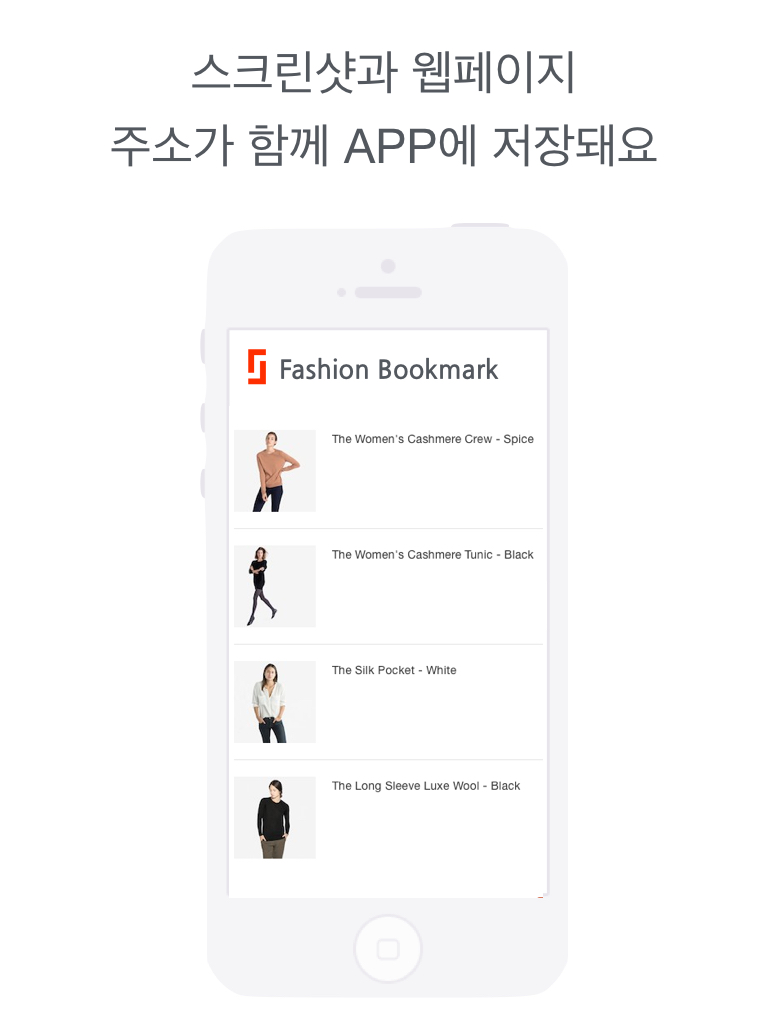 스크린샷과 웹페이지
주소가 함께 APP에 저장돼요
Fashion Bookmark
The Women's Cashmere Crew - Spice
The Women's Cashmere Tunic - Black
The Silk Pocket - White
The Long Sleeve Luxe Wool - Black